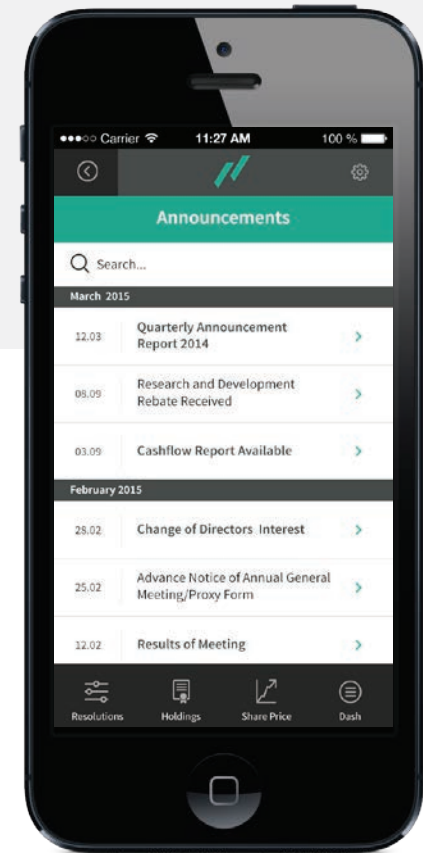 Carrier 11:27 AM 100 %
Announcements
Search...
March 2015
12.03 Quarterly Announcement
Report 2014
08.09 Research and Development
Rebate Received
03.09 Cashflow Report Available
February 2015
28.02 Change of Directors Interest
25.02 Advance Notice of Annual General
Meeting/Proxy Form
12.02 Results of Meeting
Resolutions Holdings Share Price Dash